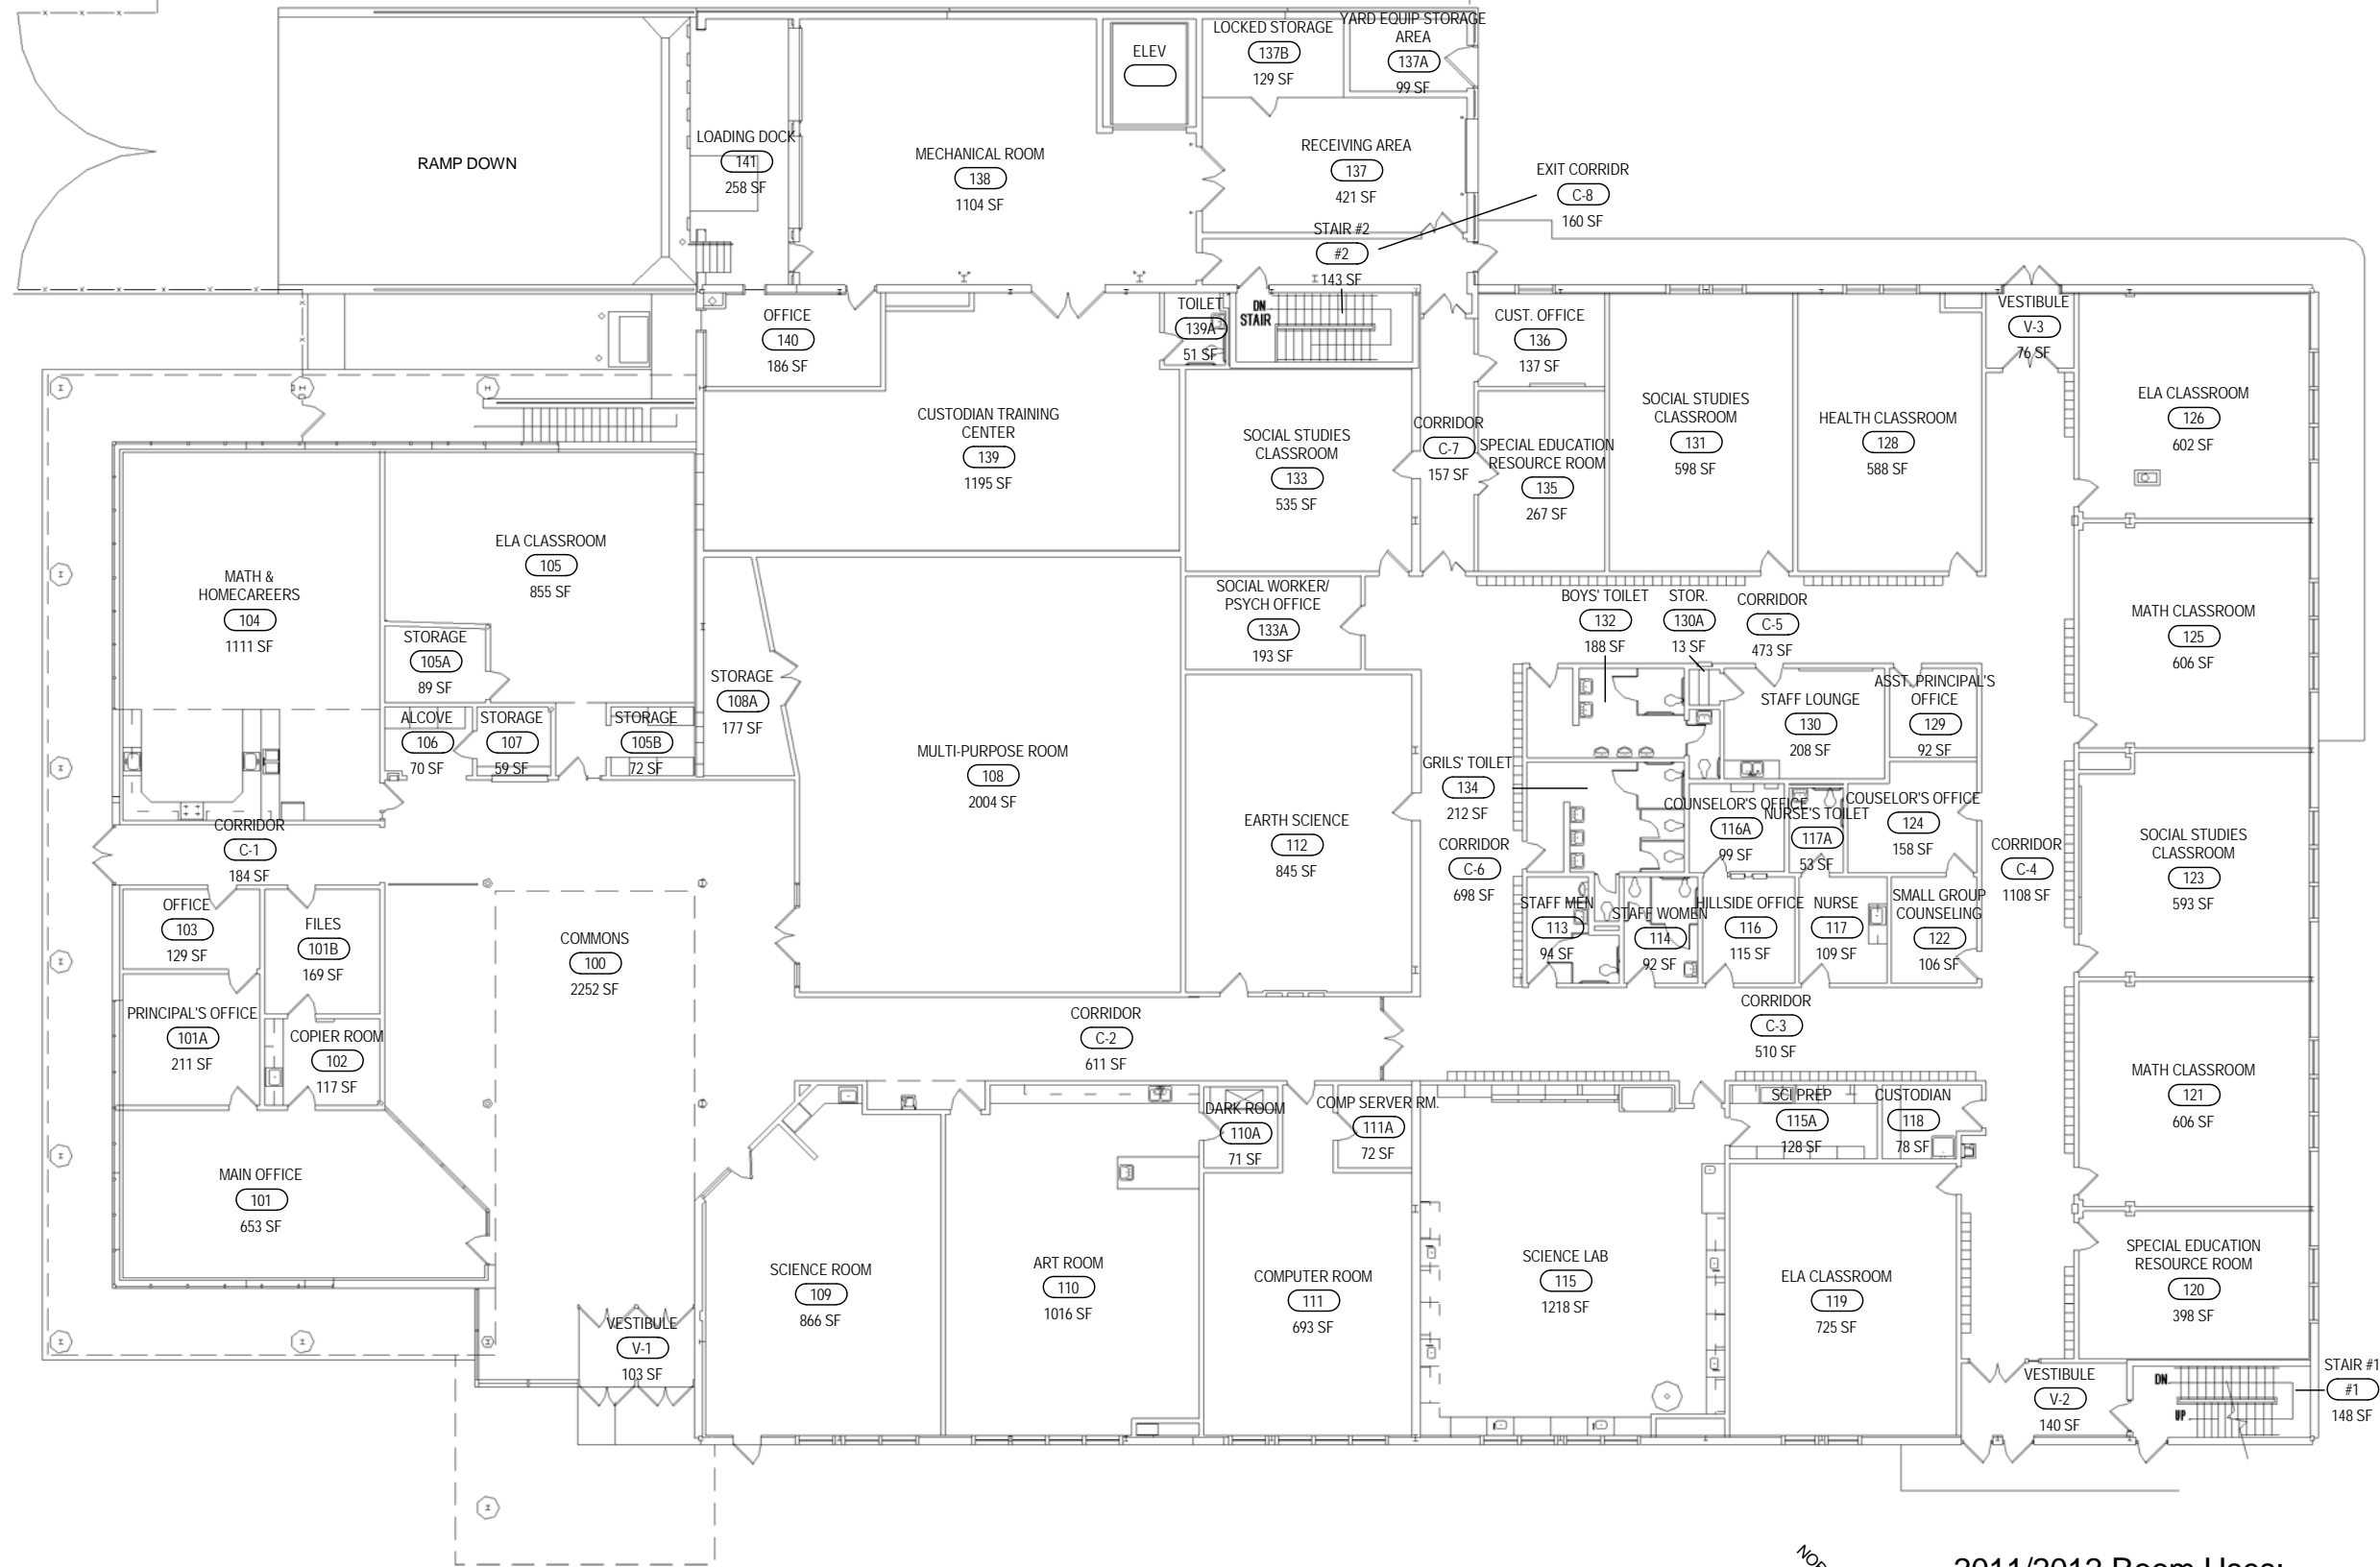 LOCKED STORAGE
137B
129 SF
YARD EQUIP STORAGE
AREA
137A
99 SF
ELEV
LOADING DOCK
141
258 SF
RAMP DOWN
MECHANICAL ROOM
138
1104 SF
RECEIVING AREA
137
421 SF
EXIT CORRIDR
C-8
160 SF
STAIR #2
#2
143 SF
DN
STAIR
TOILET
139A
51 SF
OFFICE
140
186 SF
CUST. OFFICE
136
137 SF
VESTIBULE
V-3
76 SF
CUSTODIAN TRAINING
CENTER
139
1195 SF
SOCIAL STUDIES
CLASSROOM
133
535 SF
CORRIDOR
C-7
157 SF
SPECIAL EDUCATION
RESOURCE ROOM
135
267 SF
SOCIAL STUDIES
CLASSROOM
131
598 SF
HEALTH CLASSROOM
128
588 SF
ELA CLASSROOM
126
602 SF
MATH &
HOMECAREERS
104
1111 SF
ELA CLASSROOM
105
855 SF
STORAGE
105A
89 SF
ALCOVE
106
70 SF
STORAGE
107
59 SF
STORAGE
105B
72 SF
STORAGE
108A
177 SF
MULTI-PURPOSE ROOM
108
2004 SF
SOCIAL WORKER/
PSYCH OFFICE
133A
193 SF
BOYS' TOILET
132
188 SF
STOR.
130A
13 SF
CORRIDOR
C-5
473 SF
MATH CLASSROOM
125
606 SF
STAFF LOUNGE
130
208 SF
ASST. PRINCIPAL'S
OFFICE
129
92 SF
GRILS' TOILET
134
212 SF
EARTH SCIENCE
112
845 SF
CORRIDOR
C-6
698 SF
COUNSELOR'S OFFICE
116A
99 SF
NURSE'S TOILET
117A
53 SF
COUSELOR'S OFFICE
124
158 SF
CORRIDOR
C-4
1108 SF
SOCIAL STUDIES
CLASSROOM
123
593 SF
CORRIDOR
C-1
184 SF
OFFICE
103
129 SF
FILES
101B
169 SF
COMMONS
100
2252 SF
STAFF MEN
113
94 SF
STAFF WOMEN
114
92 SF
HILLSIDE OFFICE
116
115 SF
NURSE
117
109 SF
SMALL GROUP
COUNSELING
122
106 SF
PRINCIPAL'S OFFICE
101A
211 SF
COPIER ROOM
102
117 SF
CORRIDOR
C-2
611 SF
CORRIDOR
C-3
510 SF
MATH CLASSROOM
121
606 SF
DARK ROOM
110A
71 SF
COMP SERVER RM.
111A
72 SF
SCI PREP
115A
128 SF
CUSTODIAN
118
78 SF
MAIN OFFICE
101
653 SF
SCIENCE ROOM
109
866 SF
ART ROOM
110
1016 SF
COMPUTER ROOM
111
693 SF
SCIENCE LAB
115
1218 SF
ELA CLASSROOM
119
725 SF
SPECIAL EDUCATION
RESOURCE ROOM
120
398 SF
VESTIBULE
V-1
103 SF
VESTIBULE
V-2
140 SF
DN
UP
STAIR #1
#1
148 SF
2011/2012 Room Uses: